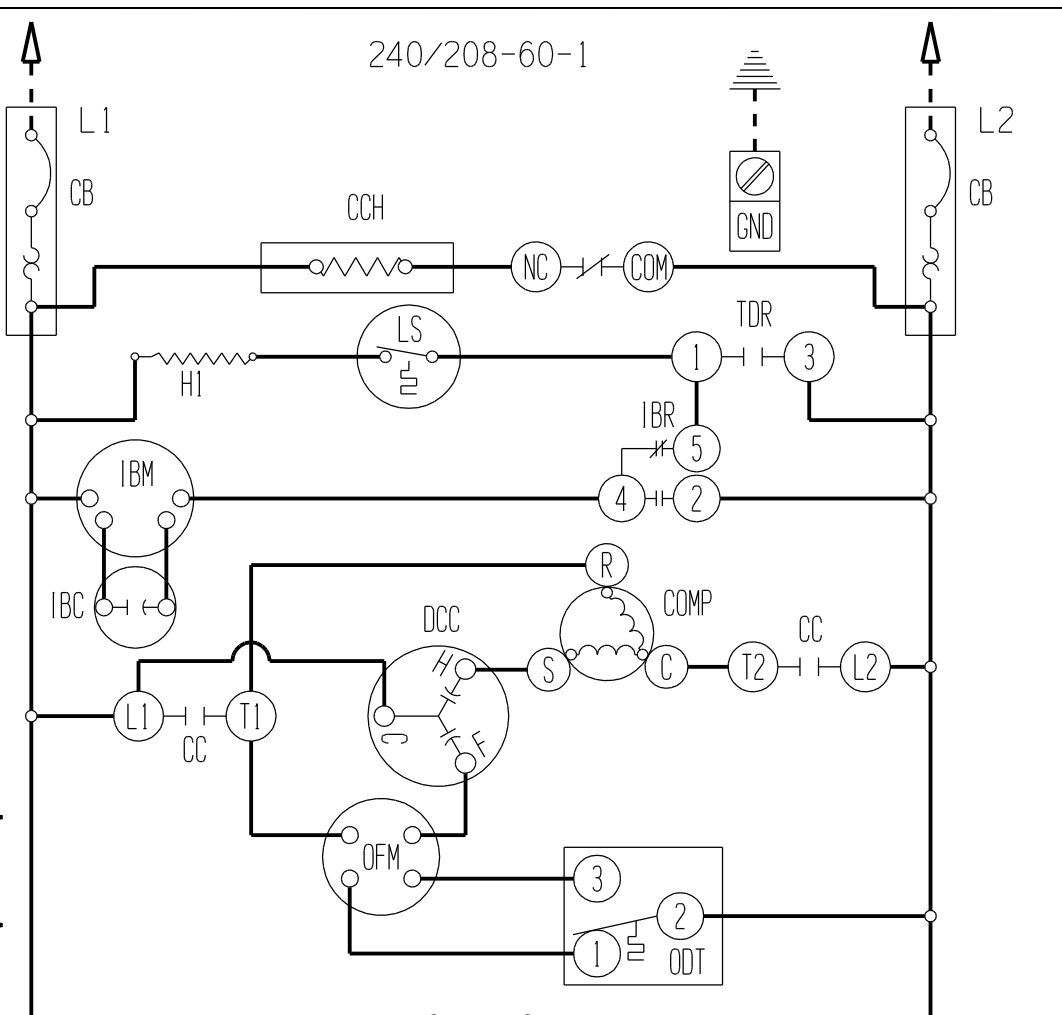 240/208-60-1
L1
L2
CB
CB
GND
CCH
NC
COM
LS
TDR
H1
1
3
IBR
5
IBM
4
2
IBC
R
COMP
DCC
H
S
C
T2
CC
L2
L1
T1
CC
C
F
OFM
3
2
1
ODT